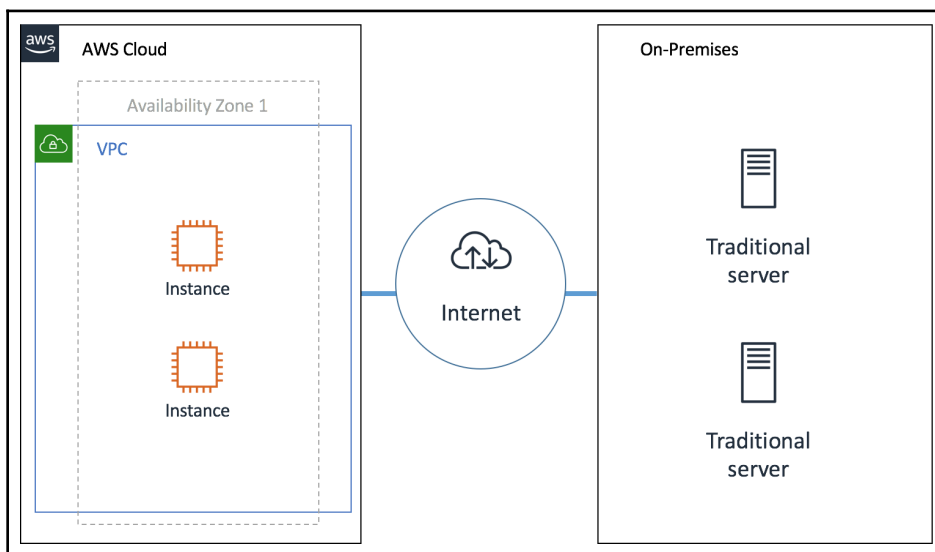 aws
AWS Cloud
Availability Zone 1
VPC
Instance
Instance
Internet
On-Premises
Traditional
server
Traditional
server